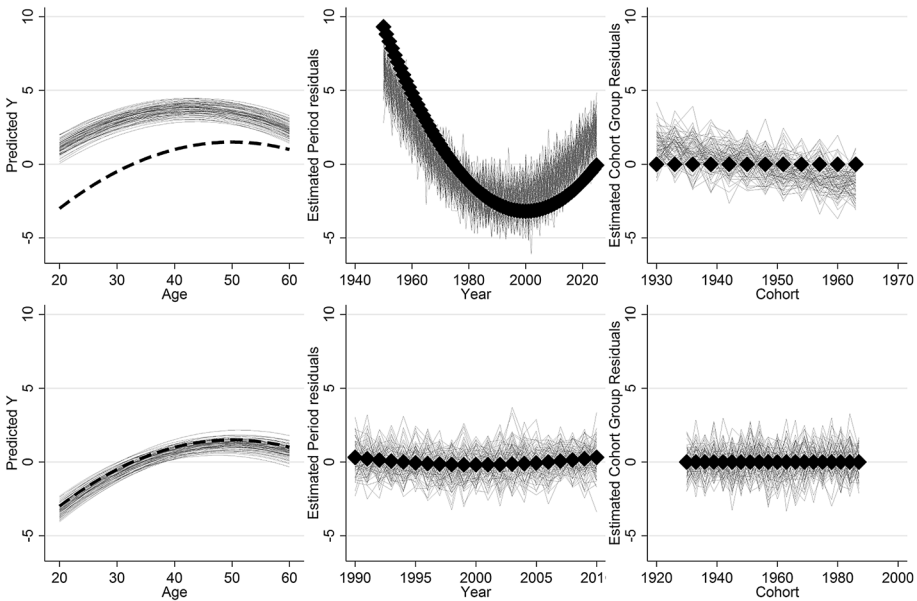 10
5
0
-5
Predicted Y
20 30 40 50 60
Age
10
5
0
-5
Estimated Period residuals
1940 1960 1980 2000 2020
Year
10
5
0
-5
Estimated Cohort Group Residuals
1930 1940 1950 1960 1970
Cohort
10
5
0
-5
Predicted Y
20 30 40 50 60
Age
10
5
0
-5
Estimated Period residuals
1990 1995 2000 2005
Year
10
5
0
-5
Estimated Cohort Group Residuals
1920 1940 1960 1980 2000
Cohort